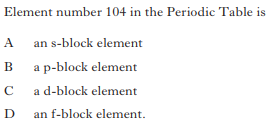 Element number 104 in the Periodic Table is
A an s-block element
B a p-block element
C a d-block element
D an f-block element.